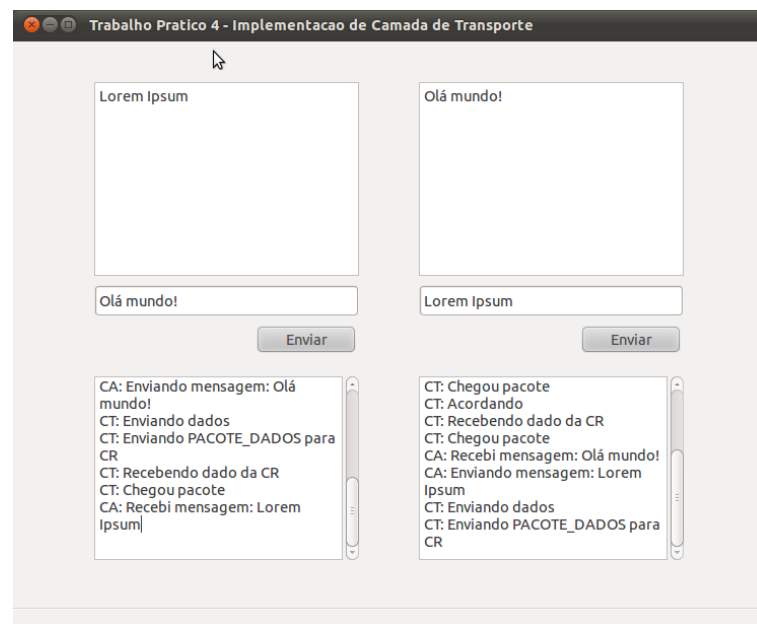 Trabalho Pratico 4 - Implementacao de Camada de Transporte
Lorem Ipsum
Olá mundo!
Olá mundo!
Lorem Ipsum
Enviar
Enviar
CA: Enviando mensagem: Olá
mundo!
CT: Enviando dados
CT: Enviando PACOTE_DADOS para
CR
CT: Recebendo dado da CR
CT: Chegou pacote
CA: Recebi mensagem: Lorem
Ipsum
CT: Chegou pacote
CT: Acordando
CT: Recebendo dado da CR
CT: Chegou pacote
CA: Recebi mensagem: Olá mundo!
CA: Enviando mensagem: Lorem
Ipsum
CT: Enviando dados
CT: Enviando PACOTE_DADOS para
CR